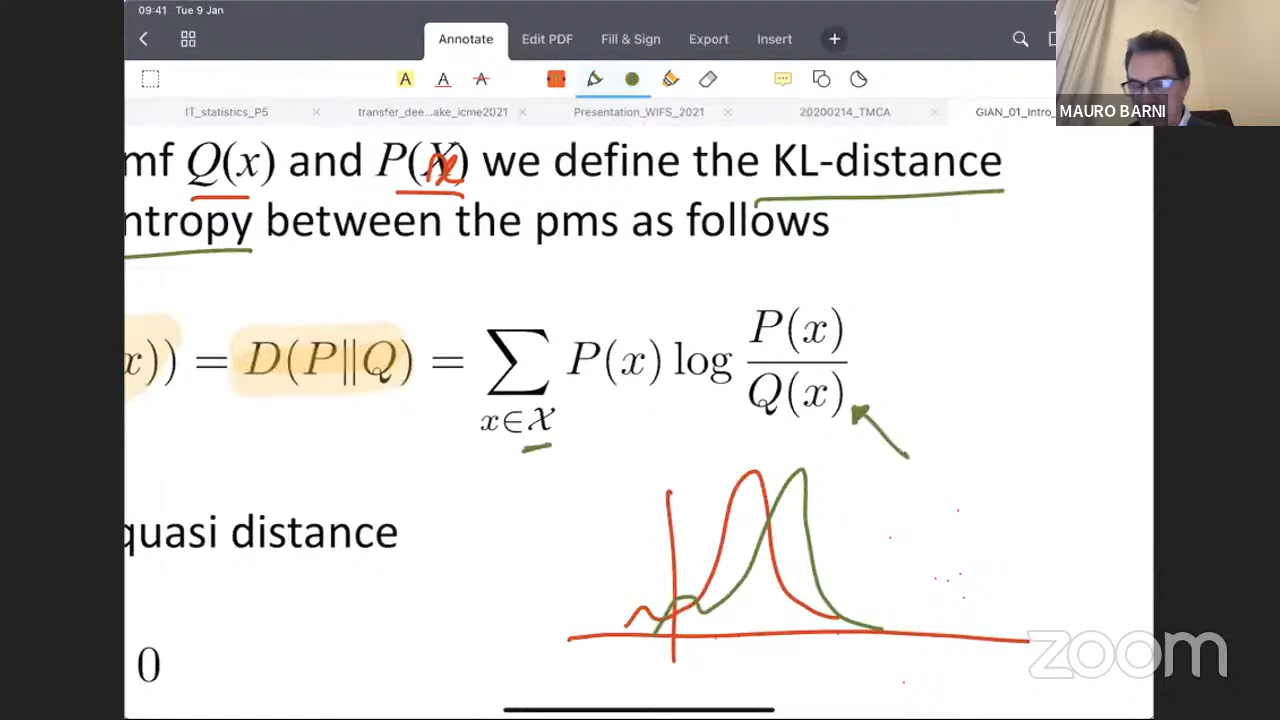 09:41 Tue 9 Jan
Annotate Edit PDF Fill & Sign Export Insert +
A A A
IT_statistics_P5 × transfer_dee...ake_icme2021 × Presentation_WIFS_2021 × 20200214_TMCA × GIAN_01_Intro_
MAURO BARNI
mf Q(x) and P(x) we define the KL-distance
ntropy between the pms as follows
x)) = D(P‖Q) = ∑ x∈𝒳 P(x) log P(x)/Q(x)
quasi distance
0
zoom